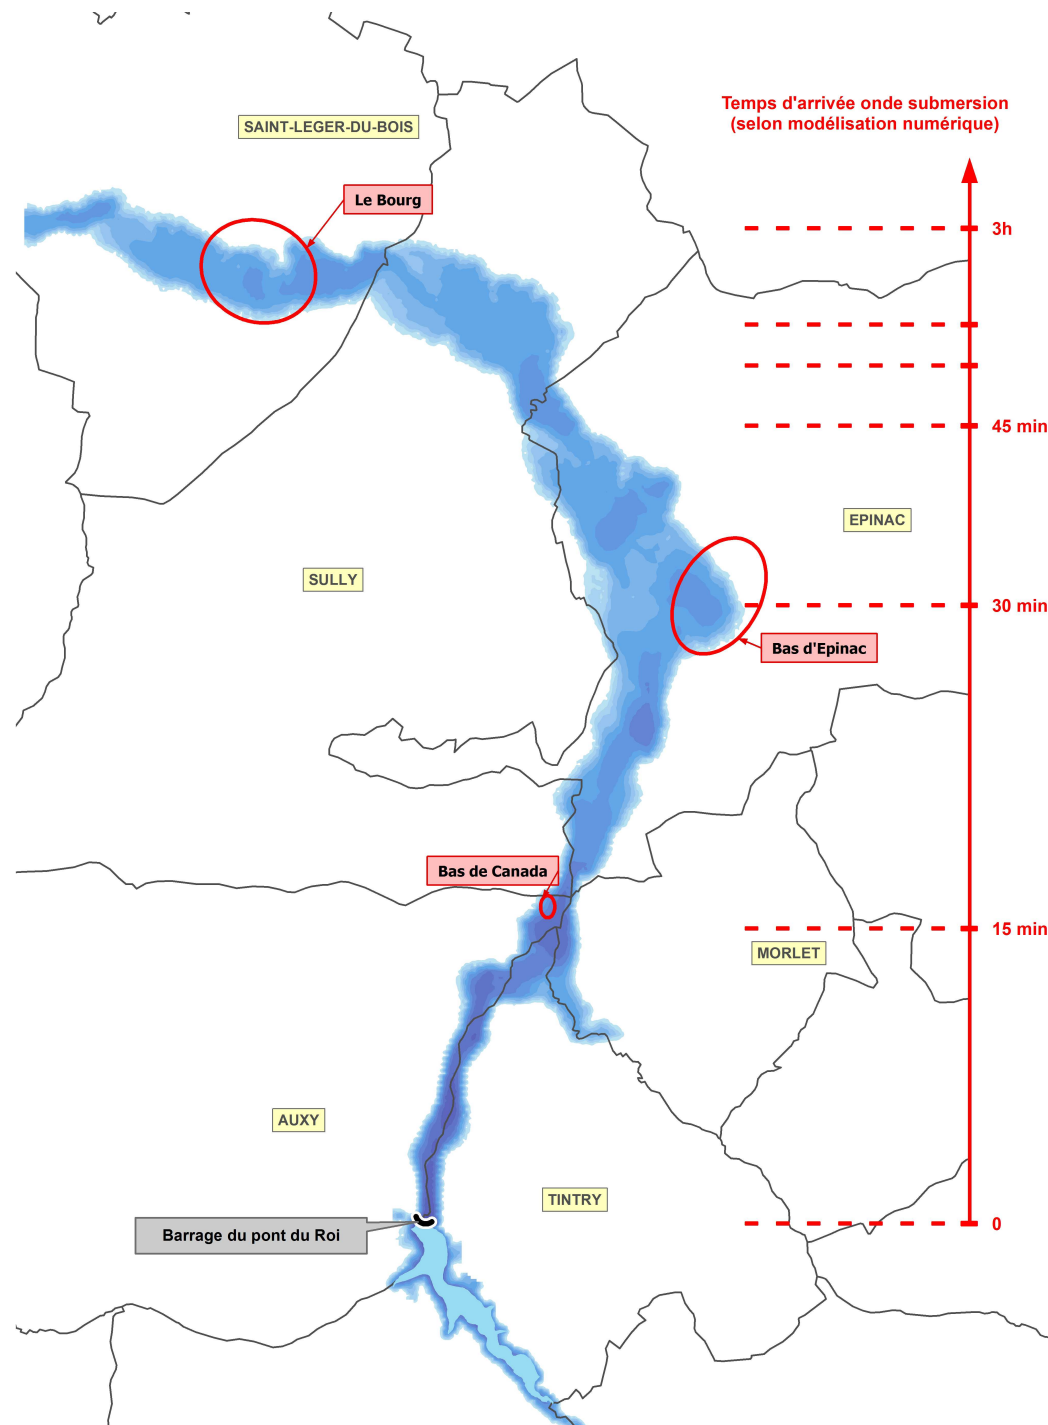 Temps d'arrivée onde submersion
(selon modélisation numérique)
SAINT-LEGER-DU-BOIS
Le Bourg
3h
45 min
EPINAC
SULLY
30 min
Bas d'Epinac
Bas de Canada
15 min
MORLET
AUXY
TINTRY
Barrage du pont du Roi
0